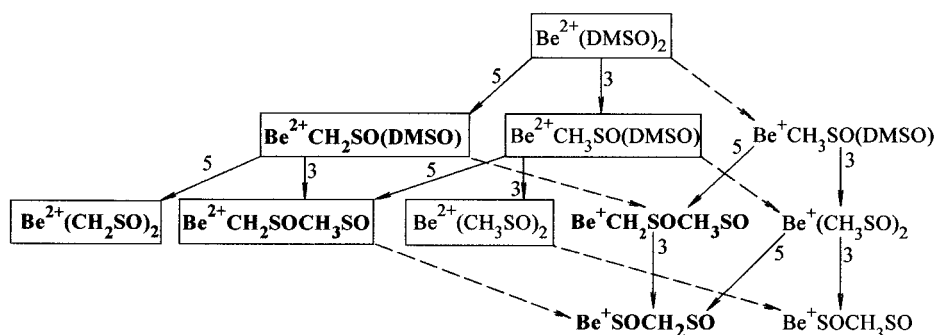 Be²⁺(DMSO)₂
5 3
Be²⁺CH₂SO(DMSO) Be²⁺CH₃SO(DMSO) Be⁺CH₃SO(DMSO)
5 3 5 3 5 3
Be²⁺(CH₂SO)₂ Be²⁺CH₂SOCH₃SO Be²⁺(CH₃SO)₂ Be⁺CH₂SOCH₃SO Be⁺(CH₃SO)₂
3 5 3
Be⁺SOCH₂SO Be⁺SOCH₃SO